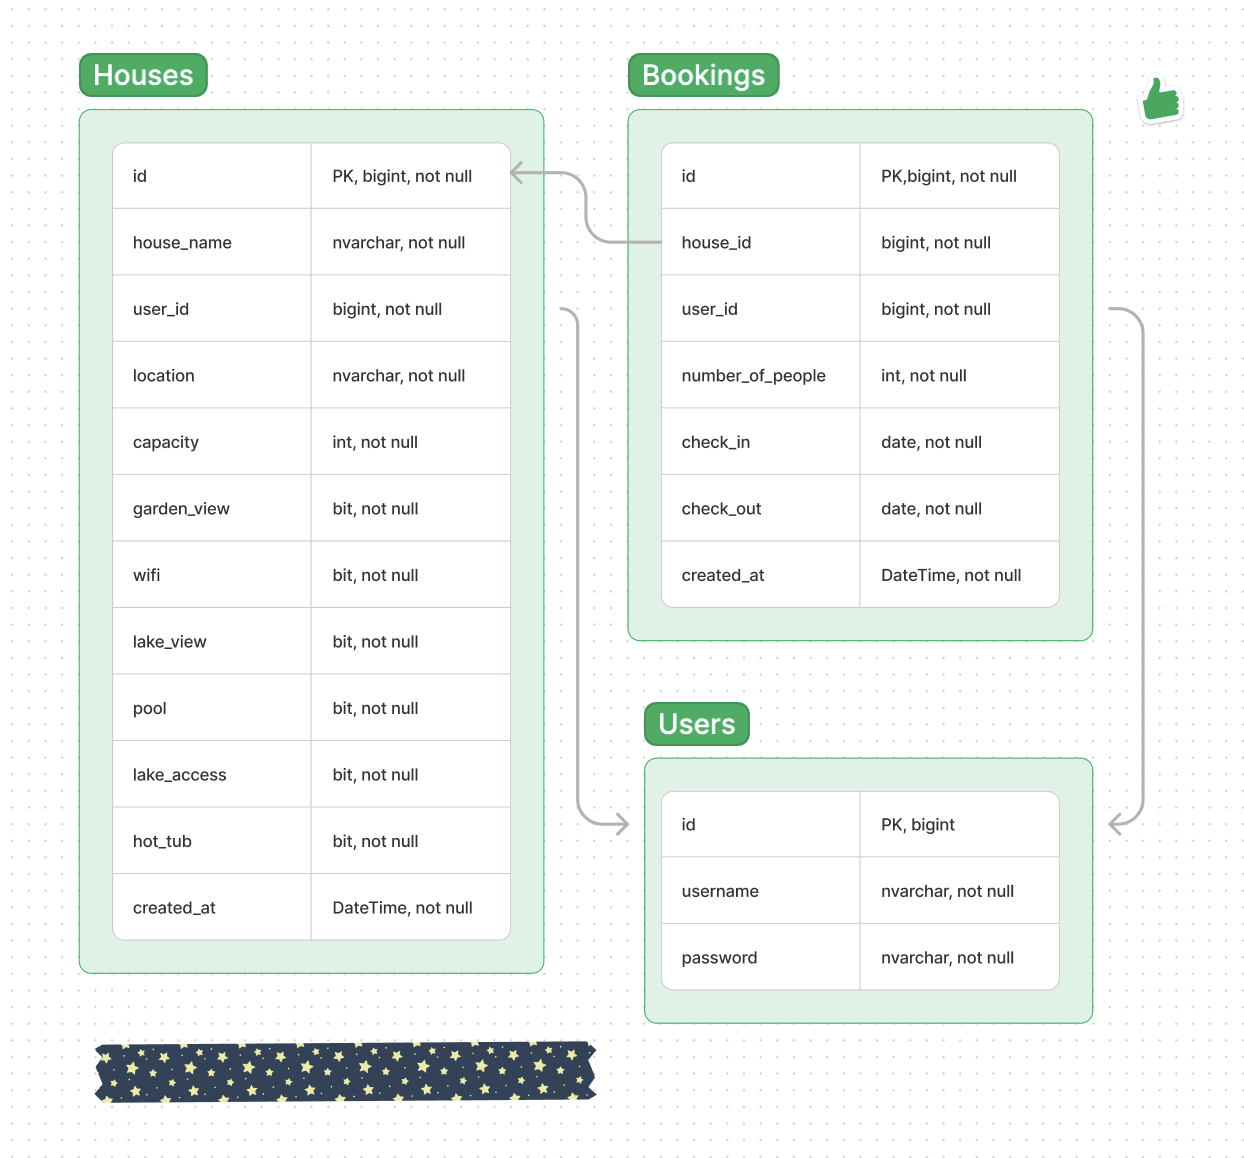 Houses
id PK, bigint, not null
house_name nvarchar, not null
user_id bigint, not null
location nvarchar, not null
capacity int, not null
garden_view bit, not null
wifi bit, not null
lake_view bit, not null
pool bit, not null
lake_access bit, not null
hot_tub bit, not null
created_at DateTime, not null
Bookings
id PK,bigint, not null
house_id bigint, not null
user_id bigint, not null
number_of_people int, not null
check_in date, not null
check_out date, not null
created_at DateTime, not null
Users
id PK, bigint
username nvarchar, not null
password nvarchar, not null